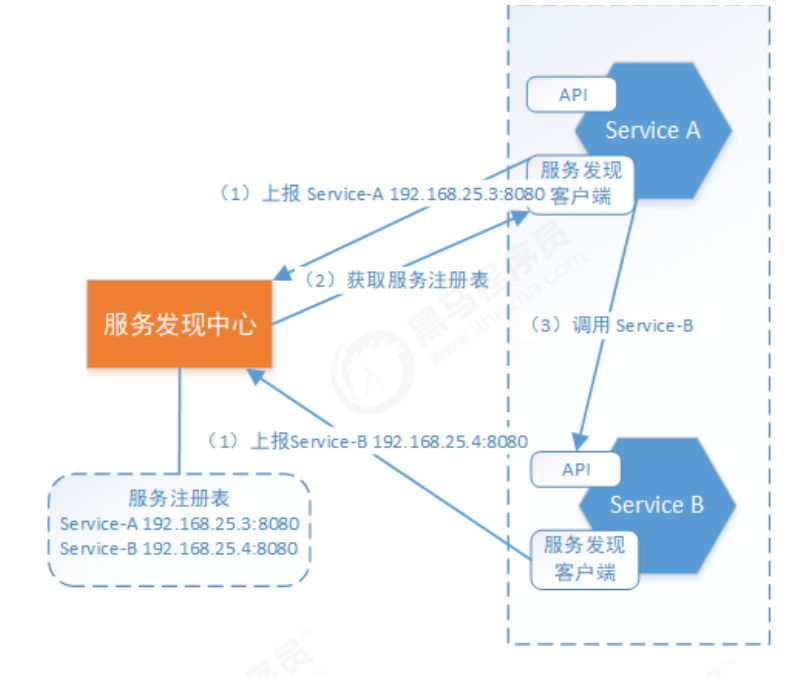 API
Service A
服务发现
客户端
（1）上报 Service-A 192.168.25.3:8080
（2）获取服务注册表
服务发现中心
（3）调用 Service-B
（1）上报Service-B 192.168.25.4:8080
API
Service B
服务发现
客户端
服务注册表
Service-A 192.168.25.3:8080
Service-B 192.168.25.4:8080
黑马程序员
www.itheima.com
序员